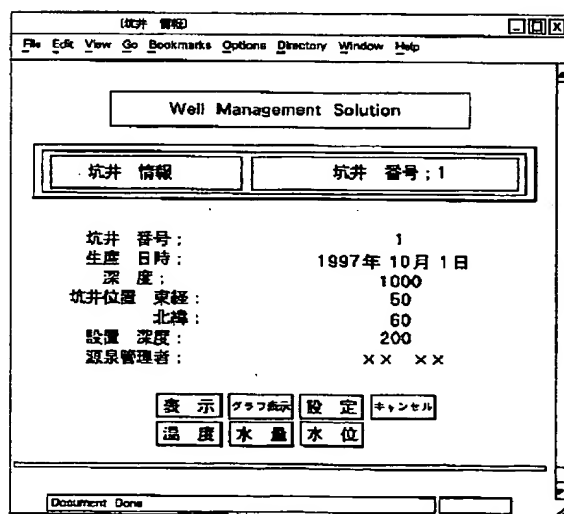 (坑井 情報)
File Edit View Go Bookmarks Options Directory Window Help
Well Management Solution
坑井 情報 坑井 番号;1
坑井 番号: 1
生産 日時: 1997年 10月 1日
深 度: 1000
坑井位置 東経: 50
北緯: 60
設置 深度: 200
源泉管理者: ×× ××
表 示 グラフ表示 設 定 キャンセル
温 度 水 量 水 位
Document Done